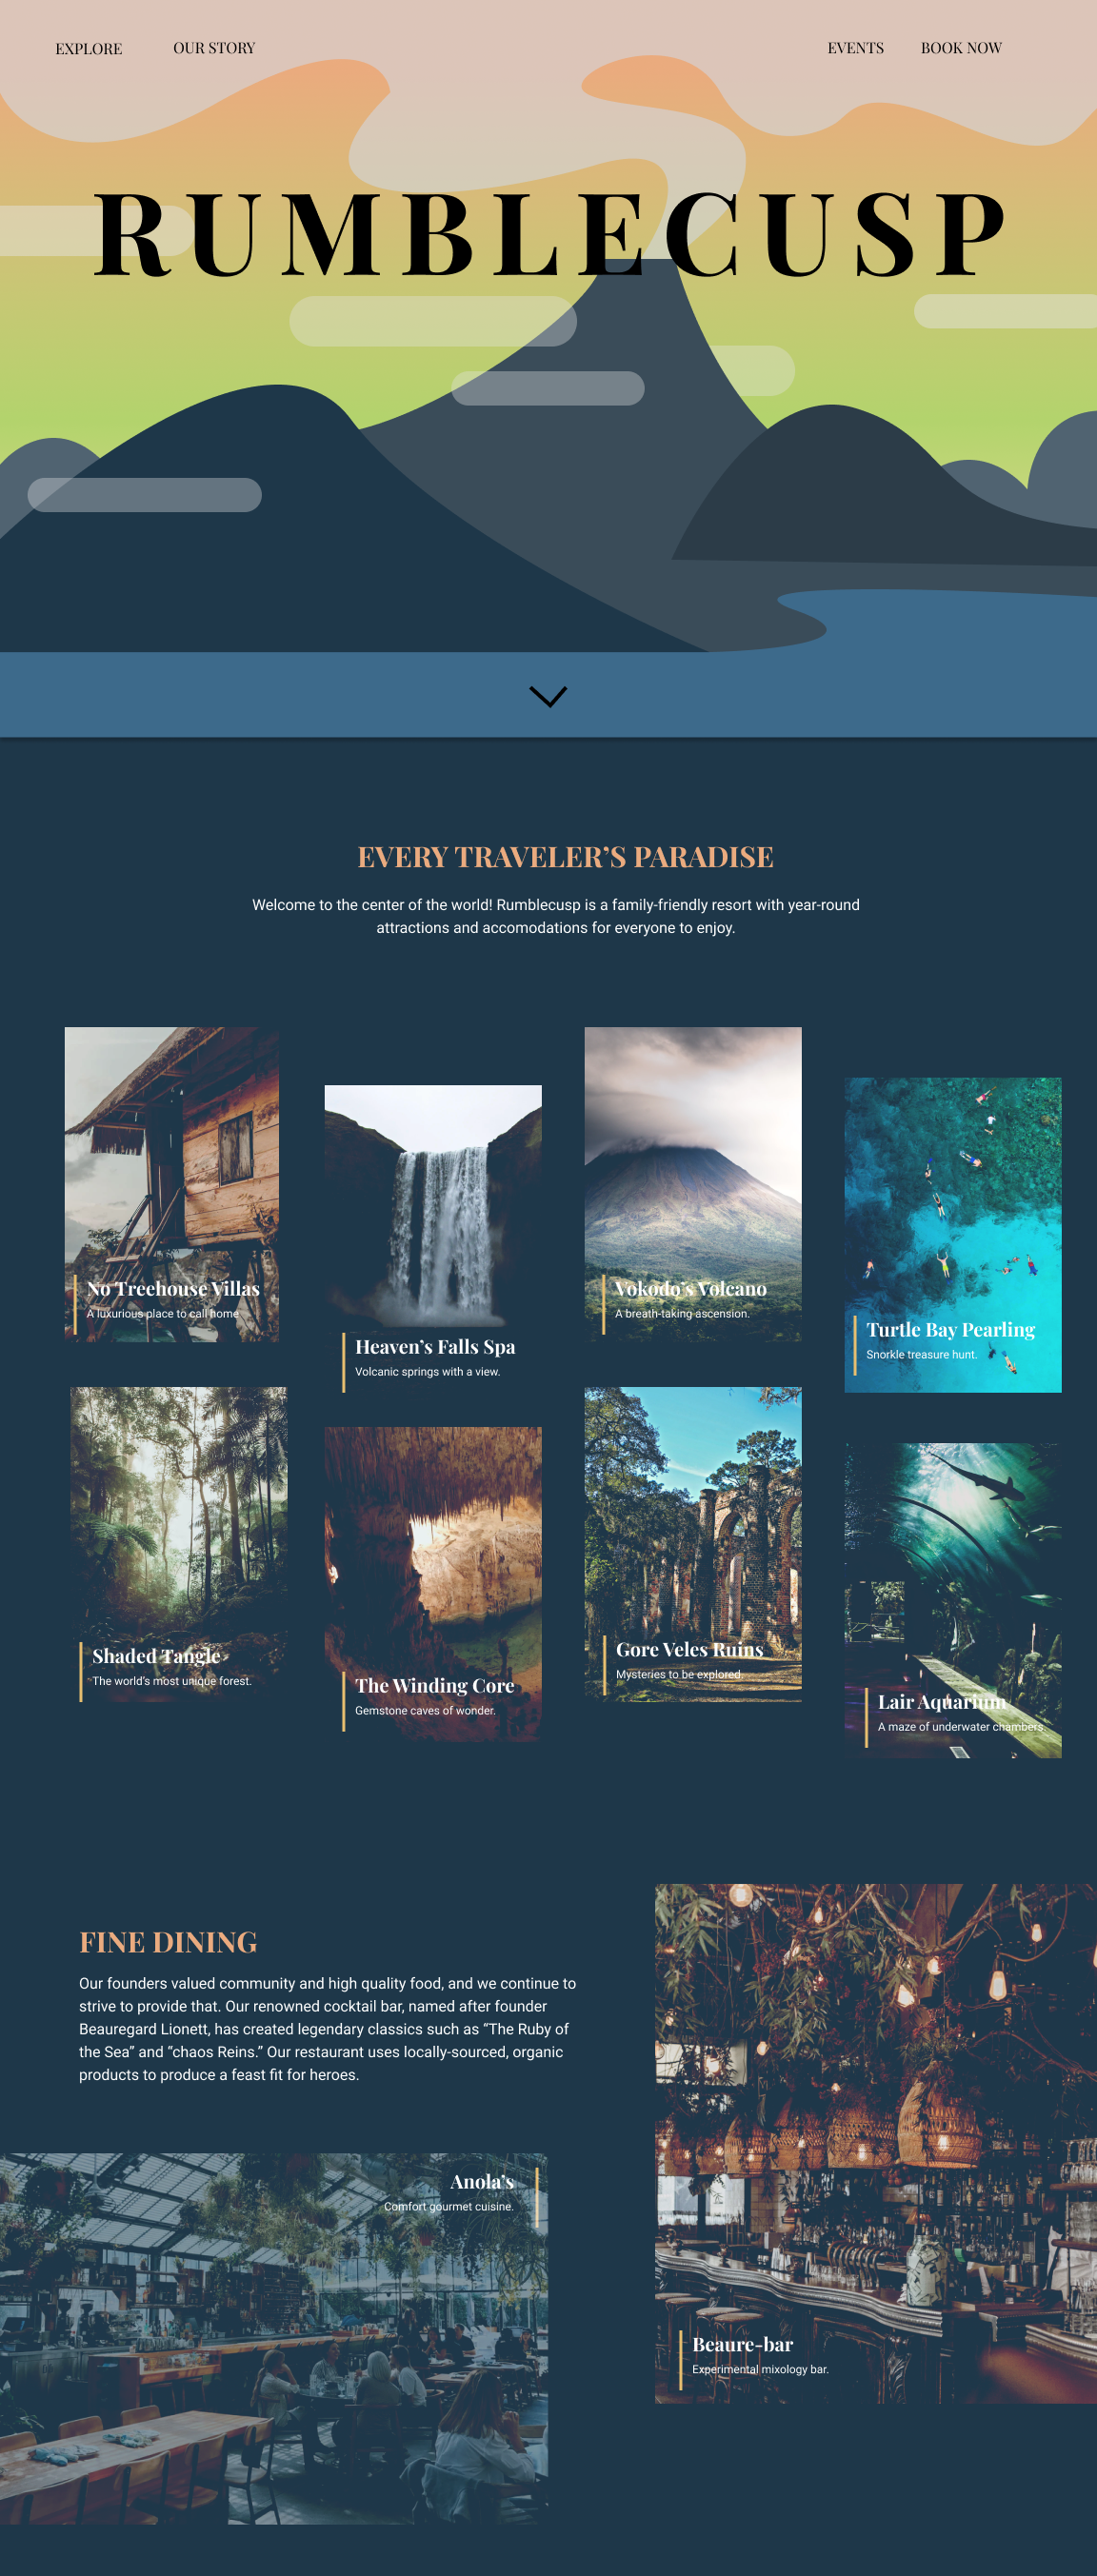 EXPLORE
OUR STORY
EVENTS
BOOK NOW
RUMBLECUSP
EVERY TRAVELER’S PARADISE
Welcome to the center of the world! Rumblecusp is a family-friendly resort with year-round
attractions and accomodations for everyone to enjoy.
No Treehouse Villas
A luxurious place to call home
Heaven’s Falls Spa
Volcanic springs with a view.
Vokodo’s Volcano
A breath-taking ascension.
Turtle Bay Pearling
Snorkle treasure hunt.
Shaded Tangle
The world’s most unique forest.
The Winding Core
Gemstone caves of wonder.
Gore Veles Ruins
Mysteries to be explored.
Lair Aquarium
A maze of underwater chambers.
FINE DINING
Our founders valued community and high quality food, and we continue to
strive to provide that. Our renowned cocktail bar, named after founder
Beauregard Lionett, has created legendary classics such as “The Ruby of
the Sea” and “chaos Reins.” Our restaurant uses locally-sourced, organic
products to produce a feast fit for heroes.
Anola’s
Comfort gourmet cuisine.
Beaure-bar
Experimental mixology bar.